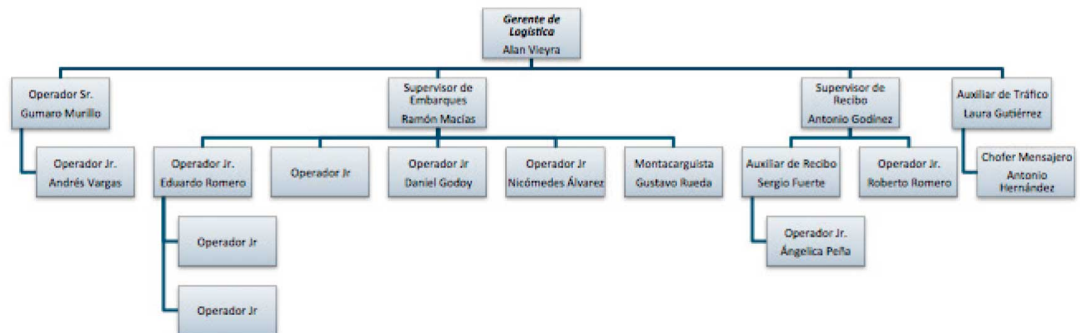 Gerente de
Logística
Alan Vieyra
Operador Sr.
Gumaro Murillo
Supervisor de
Embarques
Ramón Macías
Supervisor de
Recibo
Antonio Godínez
Auxiliar de Tráfico
Laura Gutiérrez
Operador Jr.
Andrés Vargas
Operador Jr.
Eduardo Romero
Operador Jr
Operador Jr
Daniel Godoy
Operador Jr
Nicómedes Álvarez
Montacarguista
Gustavo Rueda
Auxiliar de Recibo
Sergio Fuerte
Operador Jr.
Roberto Romero
Chofer Mensajero
Antonio
Hernández
Operador Jr
Operador Jr.
Ángelica Peña
Operador Jr